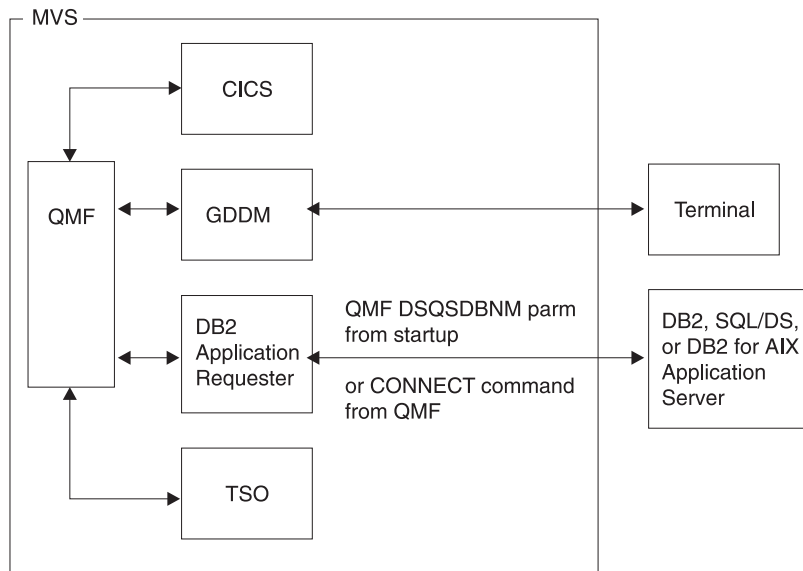 MVS
CICS
QMF
GDDM
Terminal
DB2
Application
Requester
QMF DSQSDBNM parm
from startup
or CONNECT command
from QMF
DB2, SQL/DS,
or DB2 for AIX
Application
Server
TSO